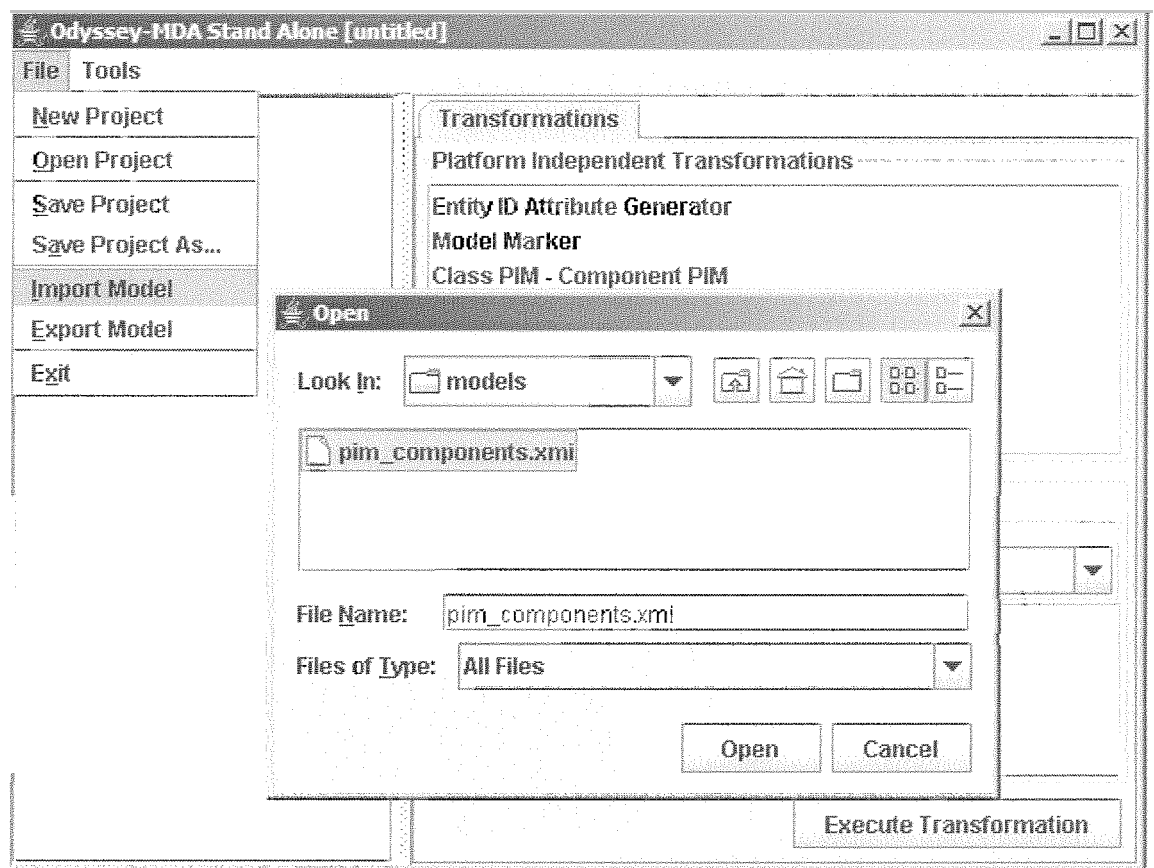 Odyssey-MDA Stand Alone [untitled]
File Tools
New Project
Open Project
Save Project
Save Project As...
Import Model
Export Model
Exit
Transformations
Platform Independent Transformations
Entity ID Attribute Generator
Model Marker
Class PIM - Component PIM
Open
Look In: models
pim_components.xmi
File Name: pim_components.xmi
Files of Type: All Files
Open Cancel
Execute Transformation